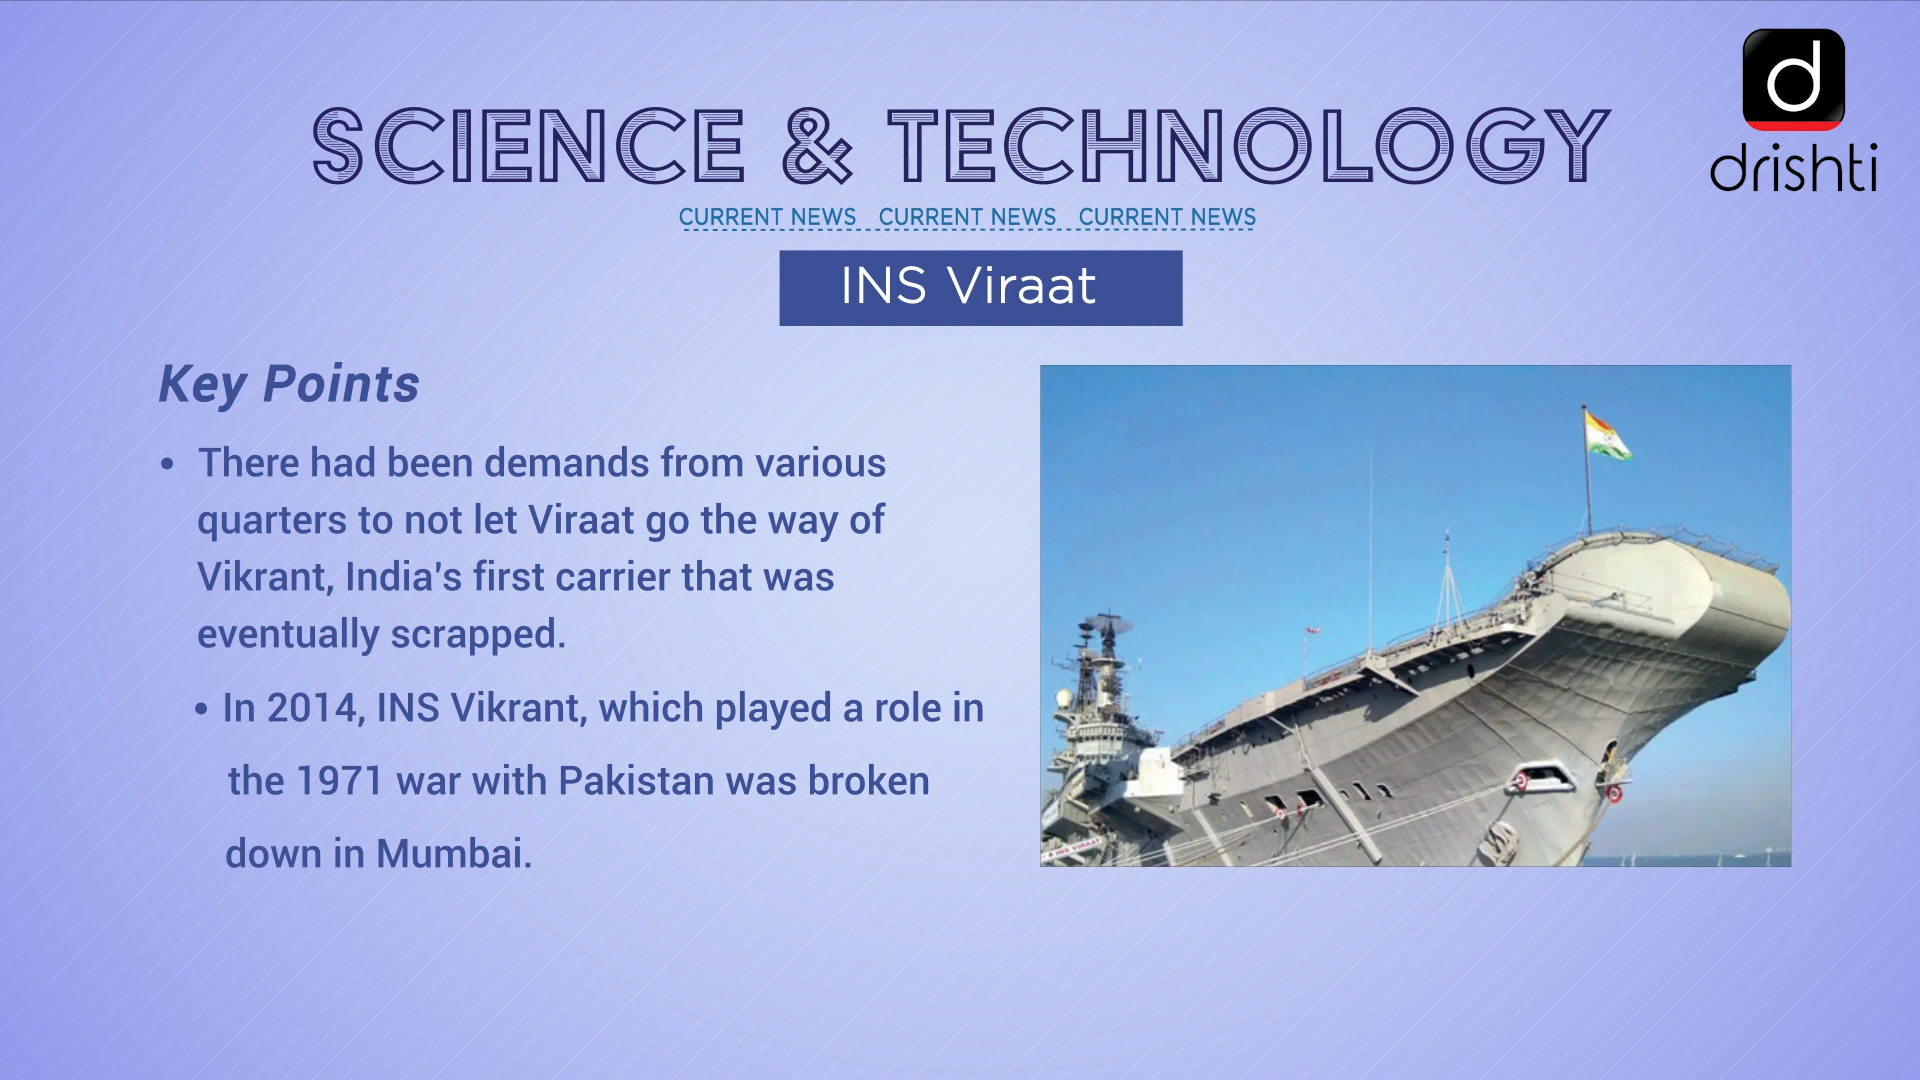 d
drishti
SCIENCE & TECHNOLOGY
CURRENT NEWS CURRENT NEWS CURRENT NEWS
INS Viraat
Key Points
• There had been demands from various
quarters to not let Viraat go the way of
Vikrant, India's first carrier that was
eventually scrapped.
• In 2014, INS Vikrant, which played a role in
the 1971 war with Pakistan was broken
down in Mumbai.
INS VIRAAT